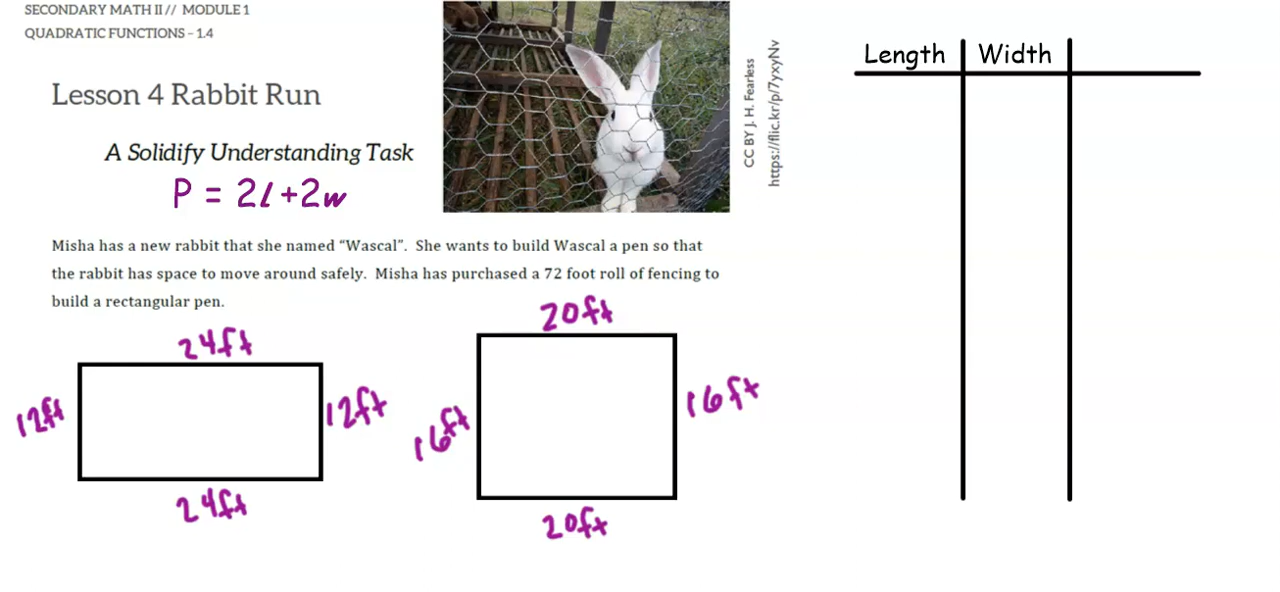 SECONDARY MATH II // MODULE 1
QUADRATIC FUNCTIONS – 1.4
Lesson 4 Rabbit Run
A Solidify Understanding Task
P = 2l + 2w
CC BY J. H. Fearless
https://flic.kr/p/7yxyNv
Misha has a new rabbit that she named “Wascal”. She wants to build Wascal a pen so that
the rabbit has space to move around safely. Misha has purchased a 72 foot roll of fencing to
build a rectangular pen.
24ft
12ft
12ft
24ft
20ft
16ft
16ft
20ft
Length Width